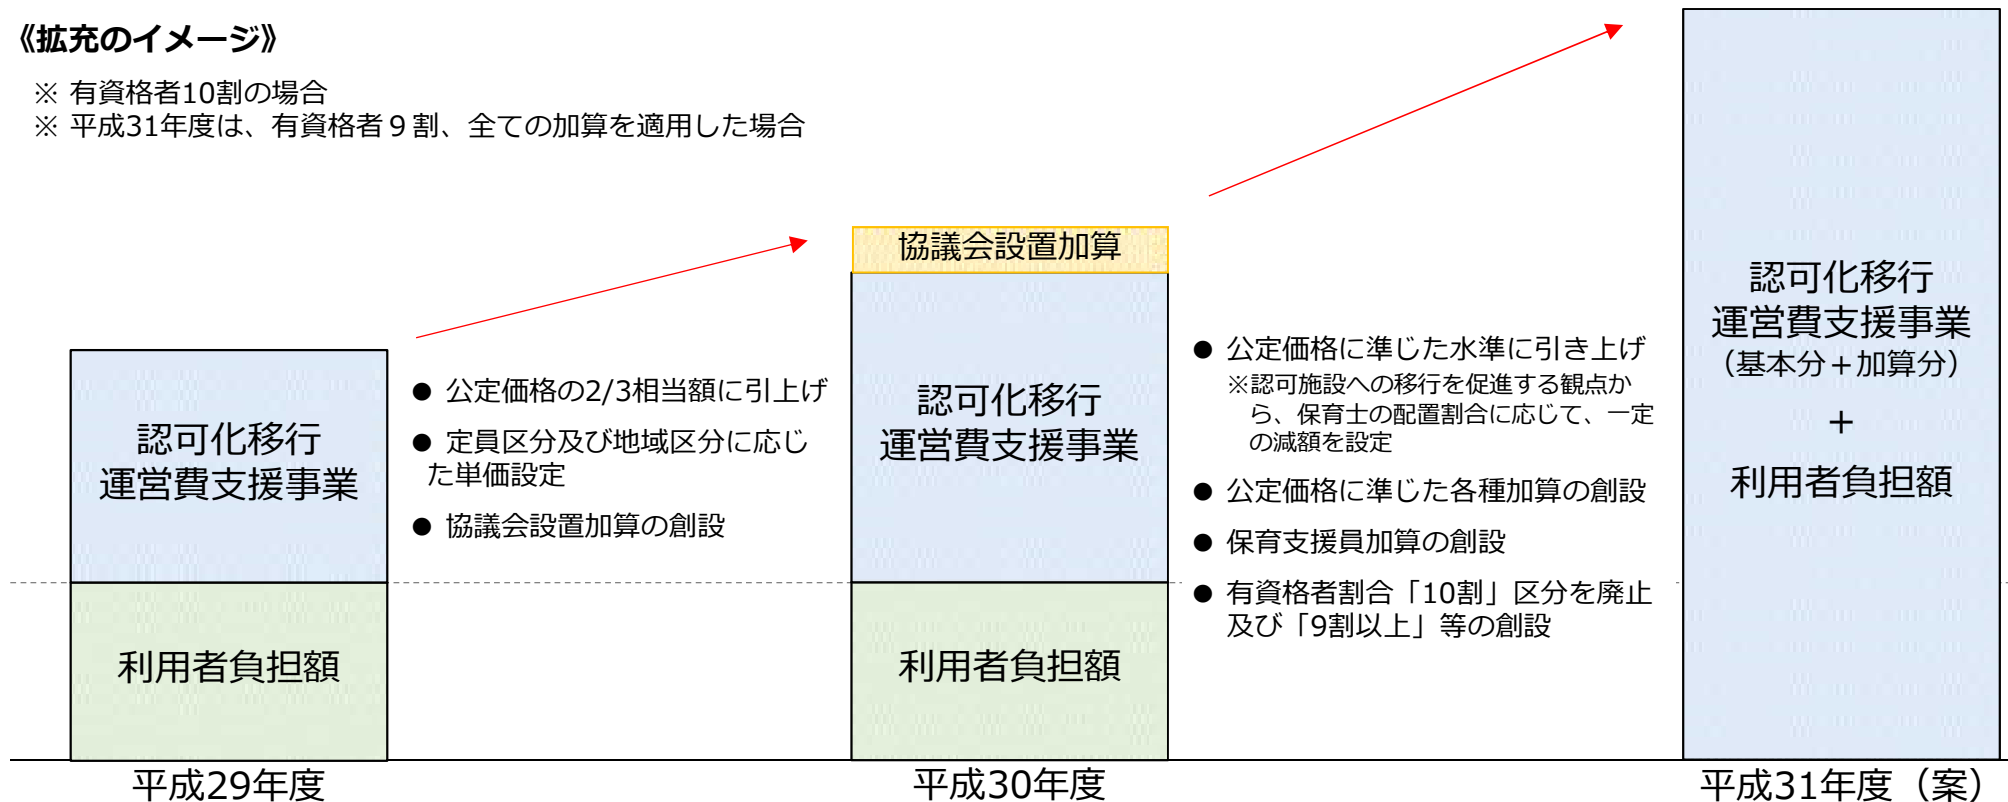 《拡充のイメージ》
※ 有資格者10割の場合
※ 平成31年度は、有資格者９割、全ての加算を適用した場合
認可化移行
運営費支援事業
利用者負担額
平成29年度
● 公定価格の2/3相当額に引上げ
● 定員区分及び地域区分に応じ
た単価設定
● 協議会設置加算の創設
協議会設置加算
認可化移行
運営費支援事業
利用者負担額
平成30年度
● 公定価格に準じた水準に引き上げ
※認可施設への移行を促進する観点か
ら、保育士の配置割合に応じて、一定
の減額を設定
● 公定価格に準じた各種加算の創設
● 保育支援員加算の創設
● 有資格者割合「10割」区分を廃止
及び「9割以上」等の創設
認可化移行
運営費支援事業
（基本分＋加算分）
＋
利用者負担額
平成31年度（案）